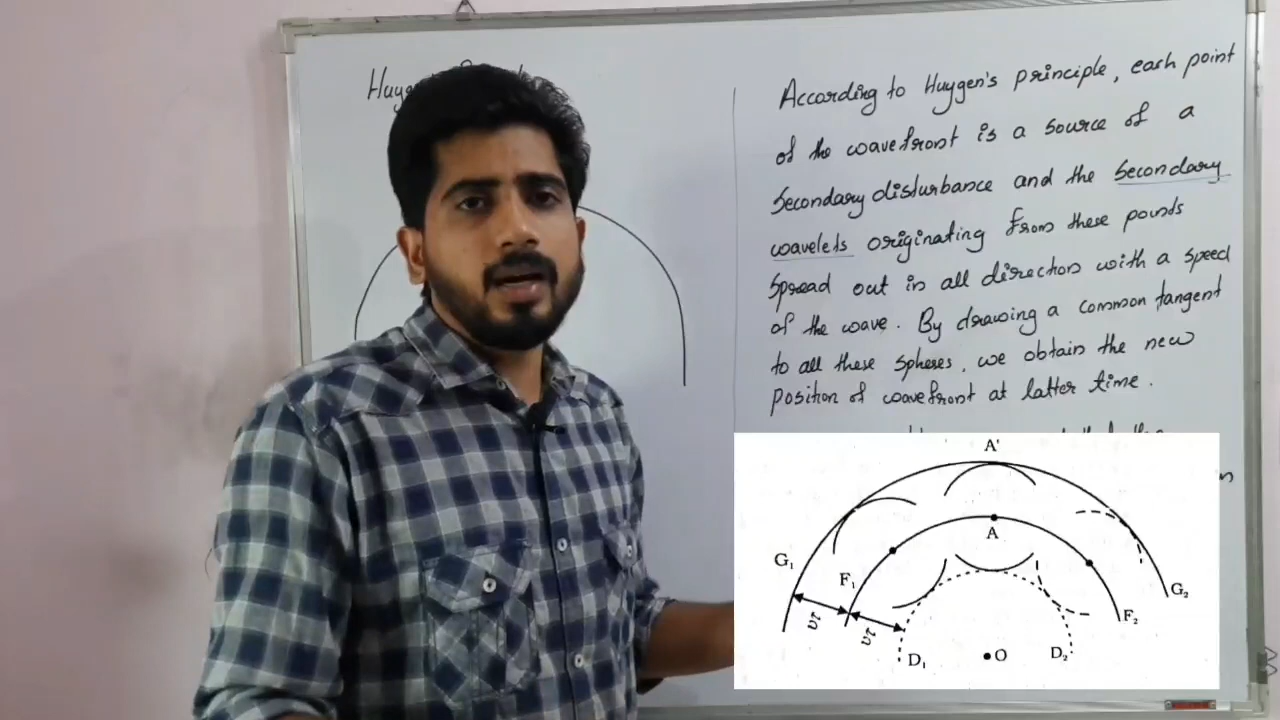 According to Huygen's principle, each point
of the wavefront is a source of a
Secondary disturbance and the Secondary
wavelets originating from these points
Spread out in all direction with a speed
of the wave. By drawing a common tangent
to all these spheres, we obtain the new
position of wavefront at latter time.
A'
A
G₁
F₁
G₂
F₂
vτ
vτ
D₁
O
D₂